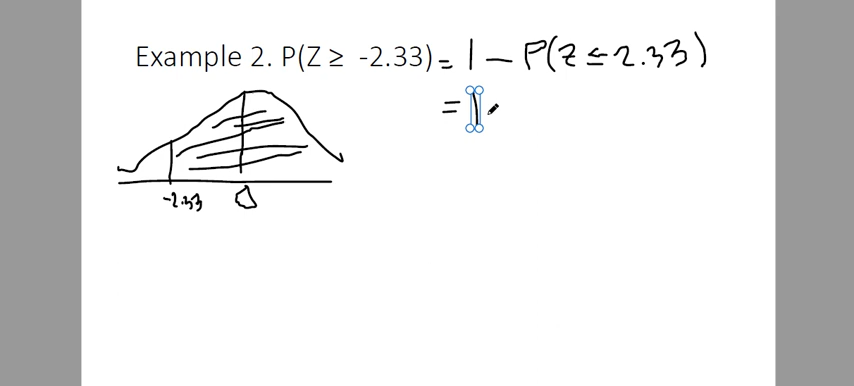 Example 2. P(Z ≥ -2.33) = 1 - P(Z ≤ 2.33)
= 1
-2.33 0